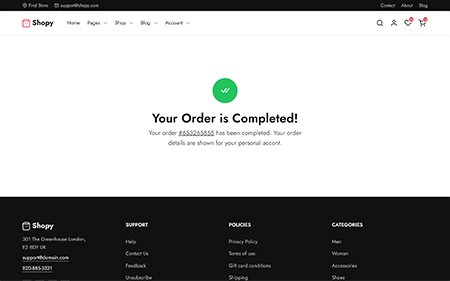 Find Store support@shopy.com Contact About Blog
Shopy Home Pages Shop Blog Account
Your Order is Completed!
Your order #653265855 has been completed. Your order
details are shown for your personal accont.
Shopy SUPPORT POLICIES CATEGORIES
301 The Greenhouse London, Help Privacy Policy Men
E2 8DY UK Contact Us Terms of use Women
support@domain.com Feedback Gift card conditions Accessories
820-885-3321 Unsubscribe Shipping Shoes